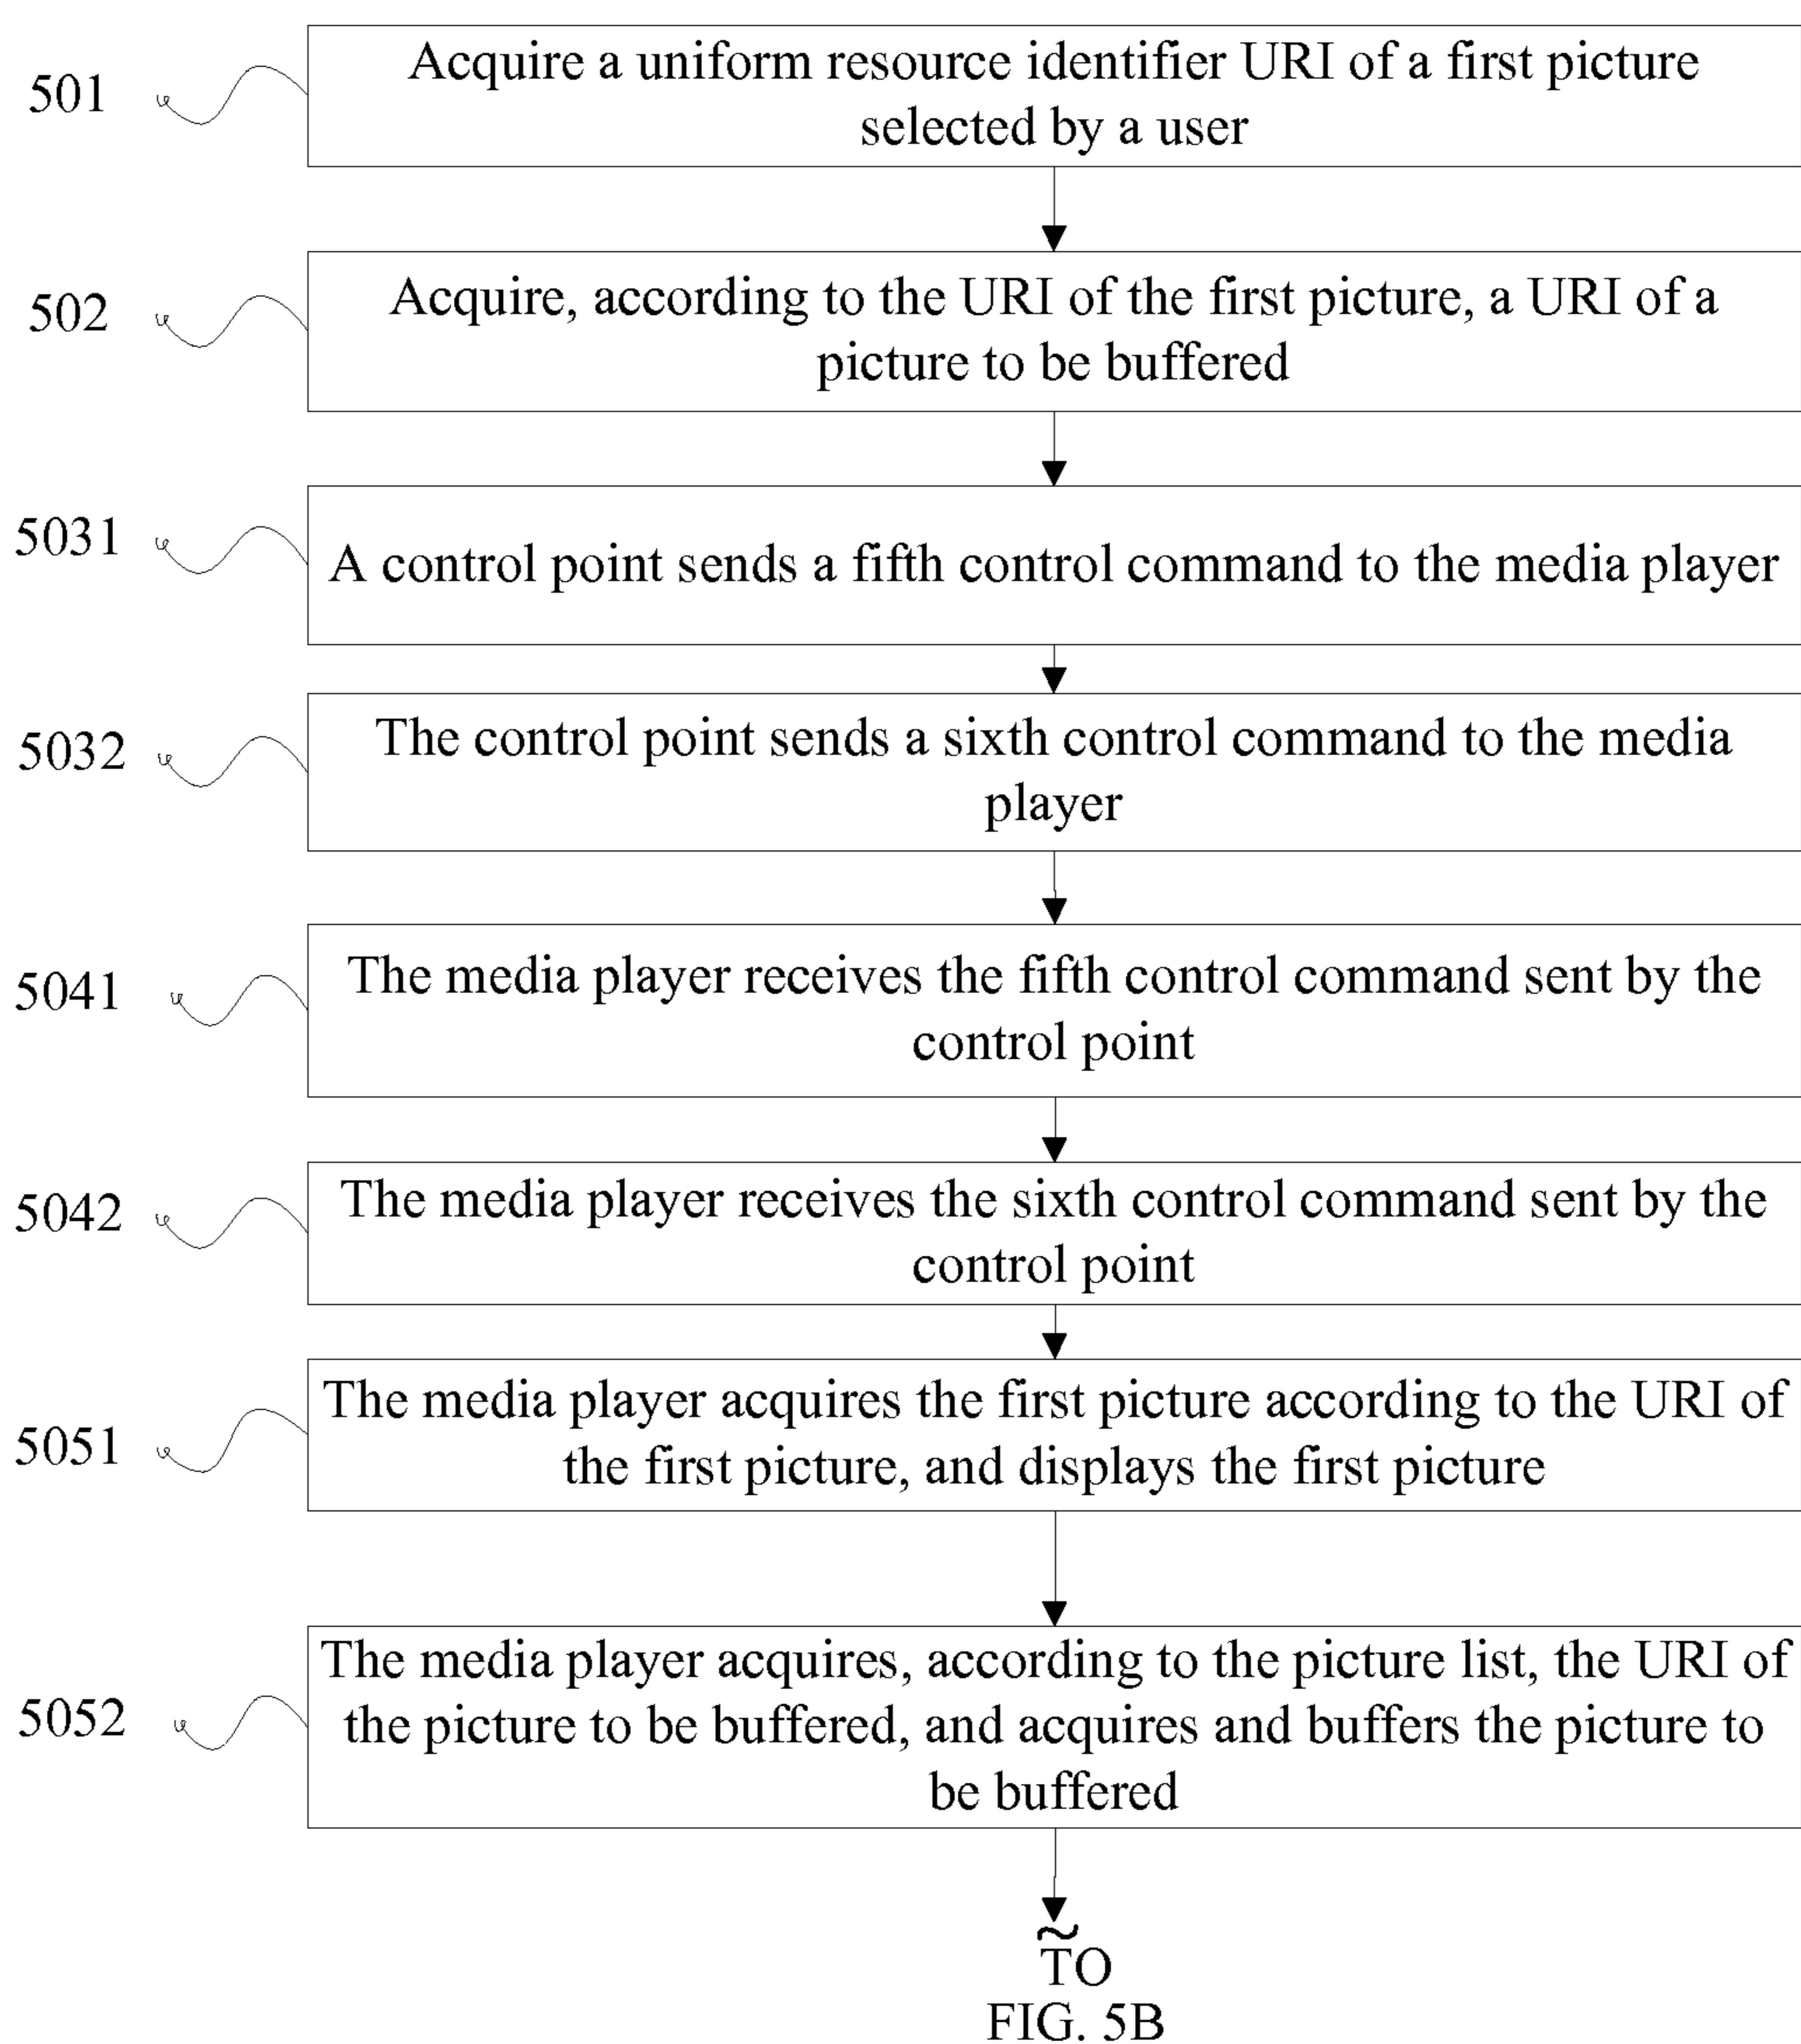 501
Acquire a uniform resource identifier URI of a first picture
selected by a user
502
Acquire, according to the URI of the first picture, a URI of a
picture to be buffered
5031
A control point sends a fifth control command to the media player
5032
The control point sends a sixth control command to the media
player
5041
The media player receives the fifth control command sent by the
control point
5042
The media player receives the sixth control command sent by the
control point
5051
The media player acquires the first picture according to the URI of
the first picture, and displays the first picture
5052
The media player acquires, according to the picture list, the URI of
the picture to be buffered, and acquires and buffers the picture to
be buffered
~
TO
FIG. 5B